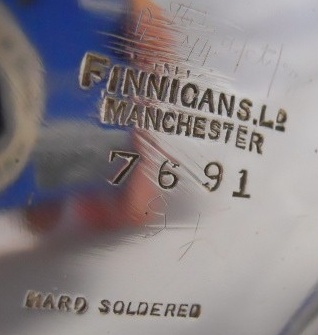 FINNIGANS.LD
MANCHESTER
7691
HARD SOLDERED